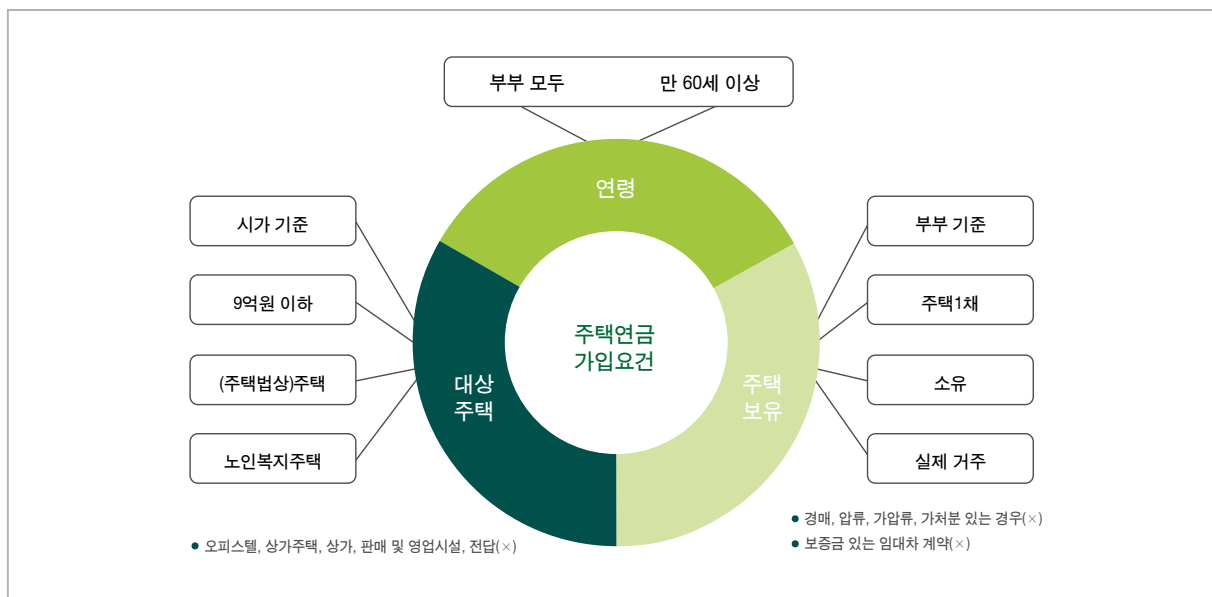 부부 모두 만 60세 이상
연령
시가 기준
9억원 이하
(주택법상)주택
노인복지주택
대상
주택
주택연금
가입요건
주택
보유
부부 기준
주택1채
소유
실제 거주
● 오피스텔, 상가주택, 상가, 판매 및 영업시설, 전답(×)
● 경매, 압류, 가압류, 가처분 있는 경우(×)
● 보증금 있는 임대차 계약(×)